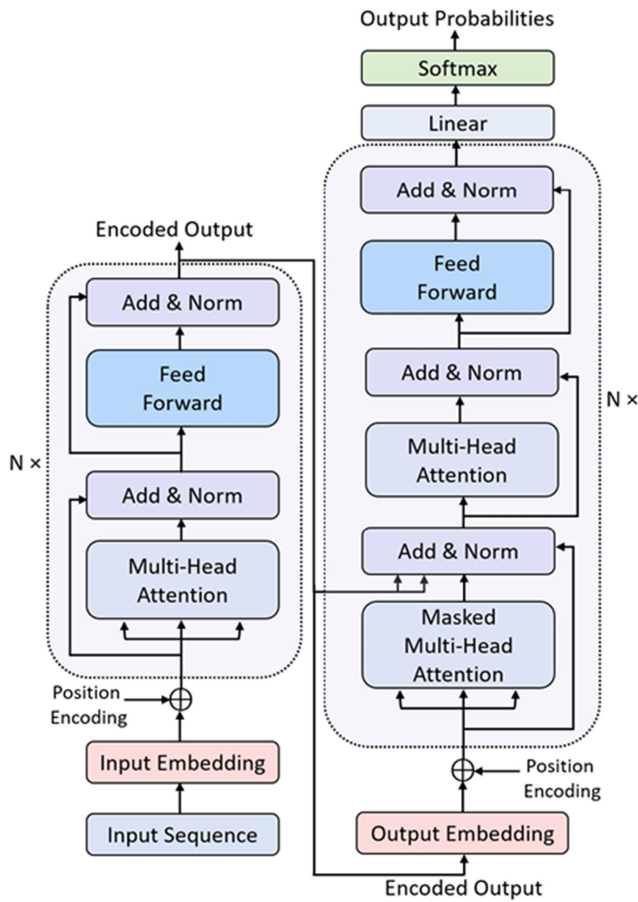 Output Probabilities
Softmax
Linear
Add & Norm
Feed
Forward
Add & Norm
Multi-Head
Attention
Add & Norm
Masked
Multi-Head
Attention
N ×
Position
Encoding
Output Embedding
Encoded Output
Encoded Output
Add & Norm
Feed
Forward
N ×
Add & Norm
Multi-Head
Attention
Position
Encoding
Input Embedding
Input Sequence